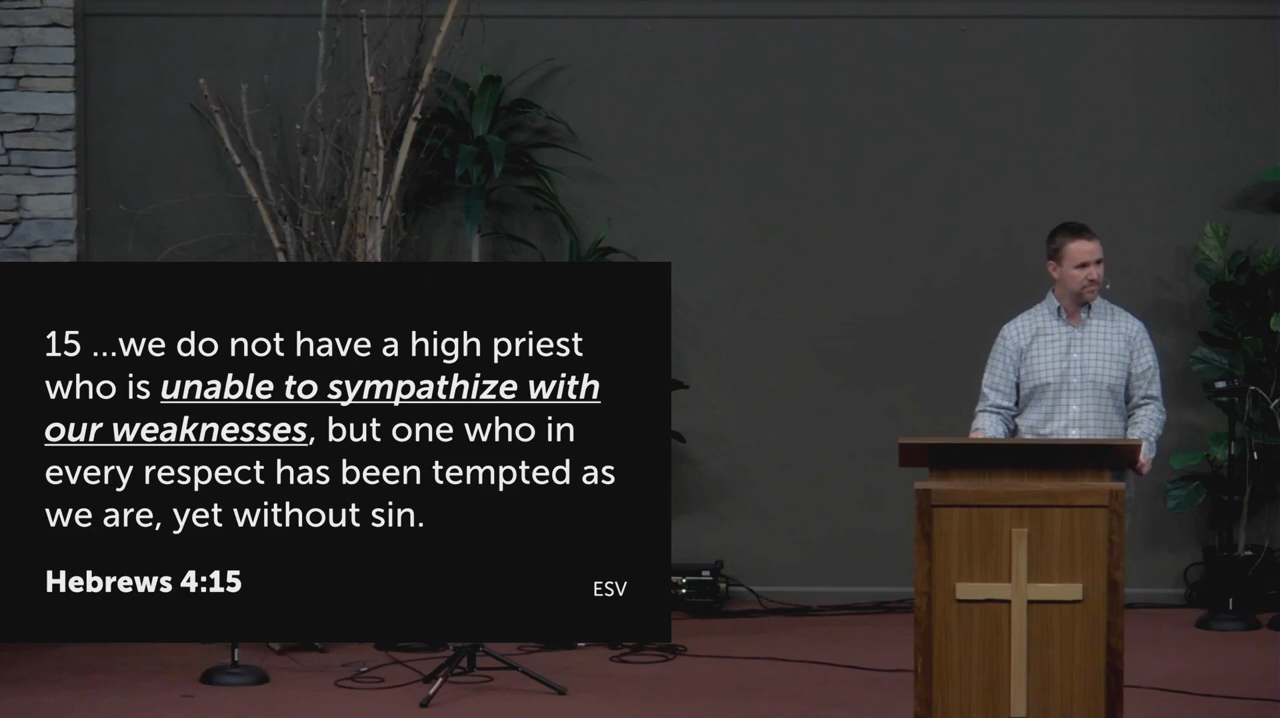 15 ...we do not have a high priest
who is unable to sympathize with
our weaknesses, but one who in
every respect has been tempted as
we are, yet without sin.
Hebrews 4:15
ESV